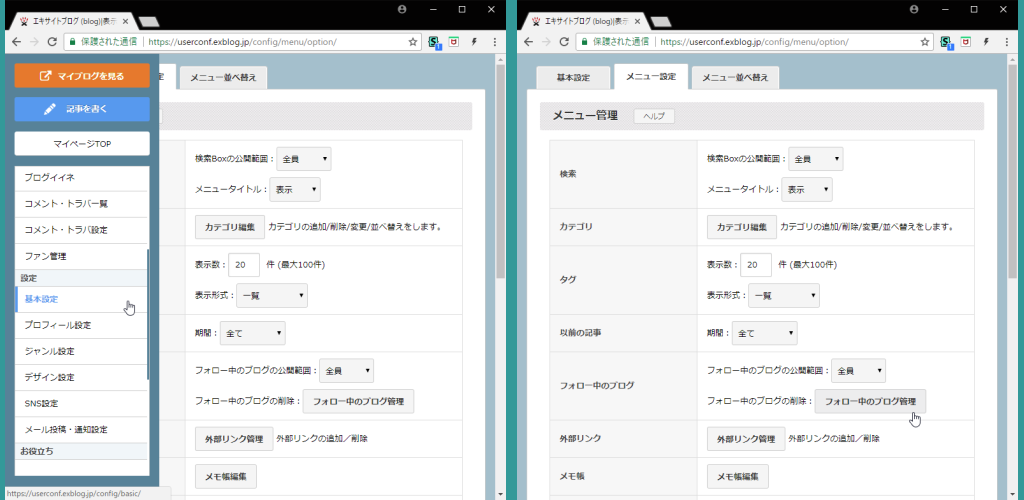 エキサイトブログ (blog)|表示
保護された通信 | https://userconf.exblog.jp/config/menu/option/
マイブログを見る
記事を書く
マイページTOP
ブログイイネ
コメント・トラバ一覧
コメント・トラバ設定
ファン管理
設定
基本設定
プロフィール設定
ジャンル設定
デザイン設定
SNS設定
メール投稿・通知設定
お役立ち
https://userconf.exblog.jp/config/basic/
定
メニュー並べ替え
検索Boxの公開範囲： 全員
メニュータイトル： 表示
カテゴリ編集 カテゴリの追加/削除/変更/並べ替えをします。
表示数： 20 件 (最大100件)
表示形式： 一覧
期間： 全て
フォロー中のブログの公開範囲： 全員
フォロー中のブログの削除： フォロー中のブログ管理
外部リンク管理 外部リンクの追加／削除
メモ帳編集
エキサイトブログ (blog)|表示
保護された通信 | https://userconf.exblog.jp/config/menu/option/
基本設定 メニュー設定 メニュー並べ替え
メニュー管理 ヘルプ
検索
検索Boxの公開範囲： 全員
メニュータイトル： 表示
カテゴリ
カテゴリ編集 カテゴリの追加/削除/変更/並べ替えをします。
タグ
表示数： 20 件 (最大100件)
表示形式： 一覧
以前の記事
期間： 全て
フォロー中のブログ
フォロー中のブログの公開範囲： 全員
フォロー中のブログの削除： フォロー中のブログ管理
外部リンク
外部リンク管理 外部リンクの追加／削除
メモ帳
メモ帳編集